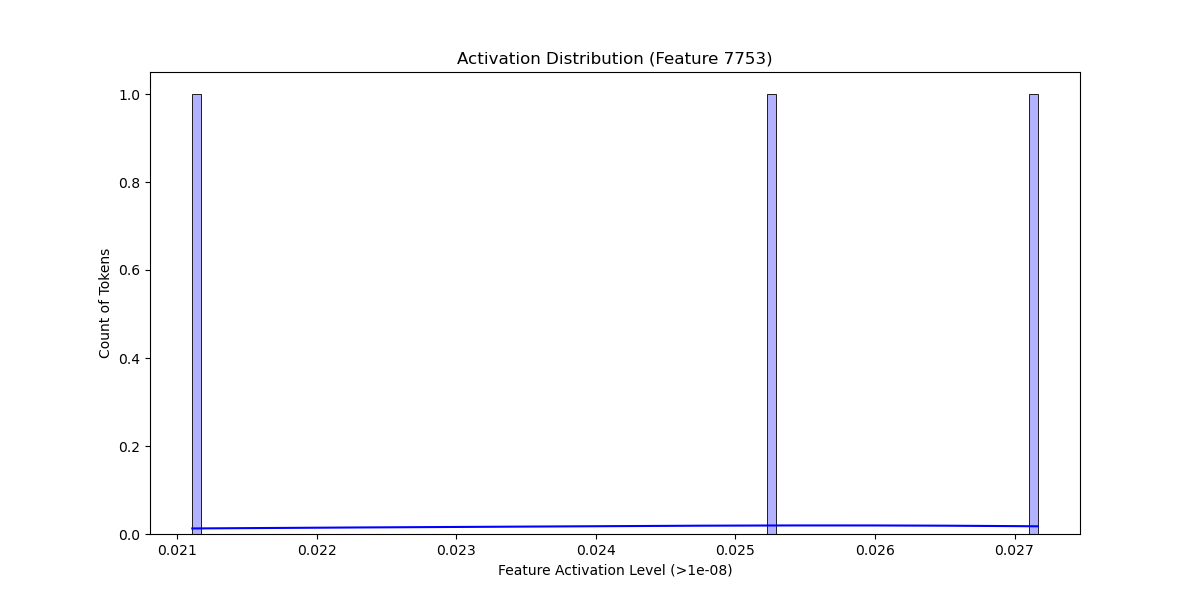 Activation Distribution (Feature 7753)
Count of Tokens
1.0
0.8
0.6
0.4
0.2
0.0
0.021 0.022 0.023 0.024 0.025 0.026 0.027
Feature Activation Level (>1e-08)